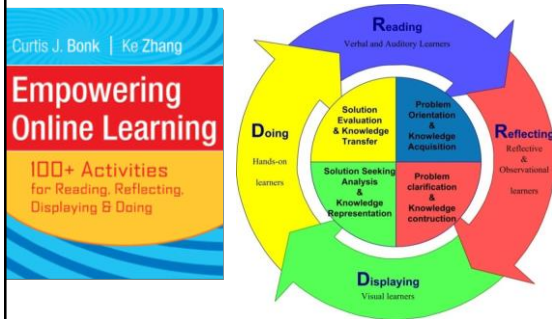 Curtis J. Bonk | Ke Zhang
Empowering
Online Learning
100+ Activities
for Reading, Reflecting,
Displaying & Doing
Reading
Verbal and Auditory Learners
Reflecting
Reflective
&
Observational
learners
Displaying
Visual learners
Doing
Hands-on
learners
Solution
Evaluation
& Knowledge
Transfer
Problem
Orientation
&
Knowledge
Acquisition
Solution Seeking
Analysis
&
Knowledge
Representation
Problem
clarification
&
Knowledge
contruction